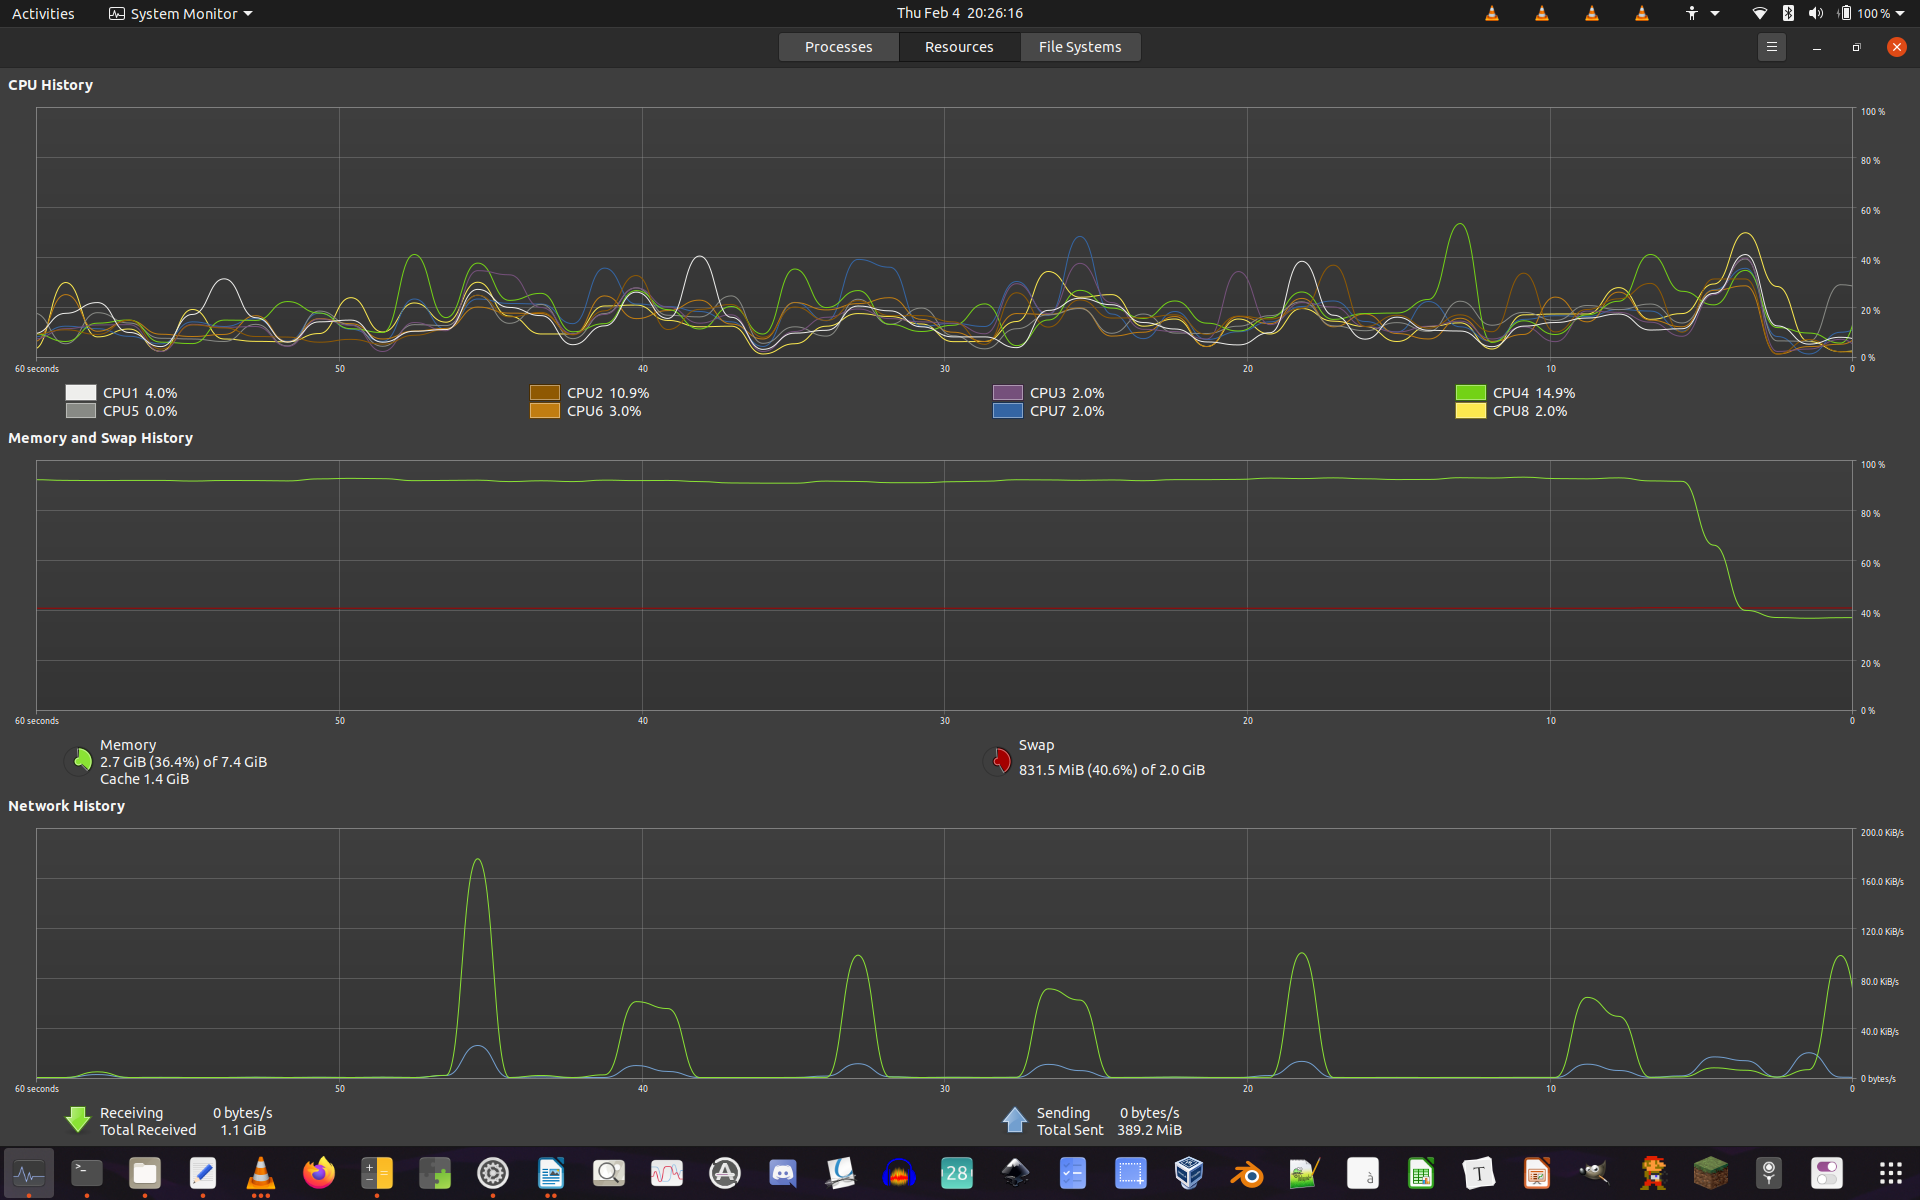 Activities System Monitor Thu Feb 4 20:26:16 100 %
Processes Resources File Systems
CPU History
100 %
80 %
60 %
40 %
20 %
0 %
60 seconds 50 40 30 20 10 0
CPU1 4.0% CPU2 10.9% CPU3 2.0% CPU4 14.9%
CPU5 0.0% CPU6 3.0% CPU7 2.0% CPU8 2.0%
Memory and Swap History
100 %
80 %
60 %
40 %
20 %
0 %
60 seconds 50 40 30 20 10 0
Memory Swap
2.7 GiB (36.4%) of 7.4 GiB 831.5 MiB (40.6%) of 2.0 GiB
Cache 1.4 GiB
Network History
200.0 KiB/s
160.0 KiB/s
120.0 KiB/s
80.0 KiB/s
40.0 KiB/s
0 bytes/s
60 seconds 50 40 30 20 10 0
Receiving 0 bytes/s Sending 0 bytes/s
Total Received 1.1 GiB Total Sent 389.2 MiB
28 à T